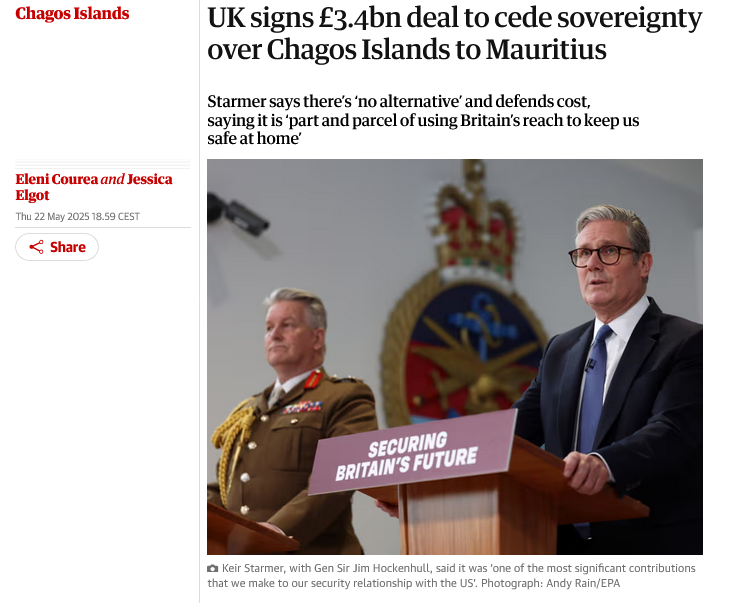 Chagos Islands
UK signs £3.4bn deal to cede sovereignty
over Chagos Islands to Mauritius
Starmer says there’s ‘no alternative’ and defends cost,
saying it is ‘part and parcel of using Britain’s reach to keep us
safe at home’
Eleni Courea and Jessica
Elgot
Thu 22 May 2025 18.59 CEST
Share
SECURING
BRITAIN'S FUTURE
Keir Starmer, with Gen Sir Jim Hockenhull, said it was ‘one of the most significant contributions
that we make to our security relationship with the US’. Photograph: Andy Rain/EPA